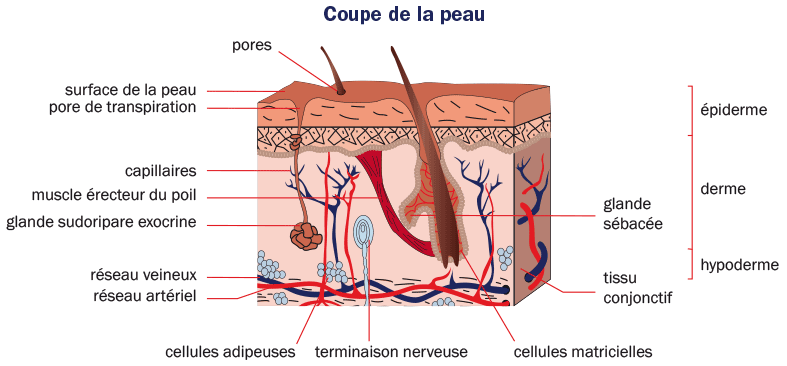 Coupe de la peau
pores
surface de la peau
pore de transpiration
capillaires
muscle érecteur du poil
glande sudoripare exocrine
réseau veineux
réseau artériel
cellules adipeuses
terminaison nerveuse
cellules matricielles
épiderme
derme
glande
sébacée
hypoderme
tissu
conjonctif